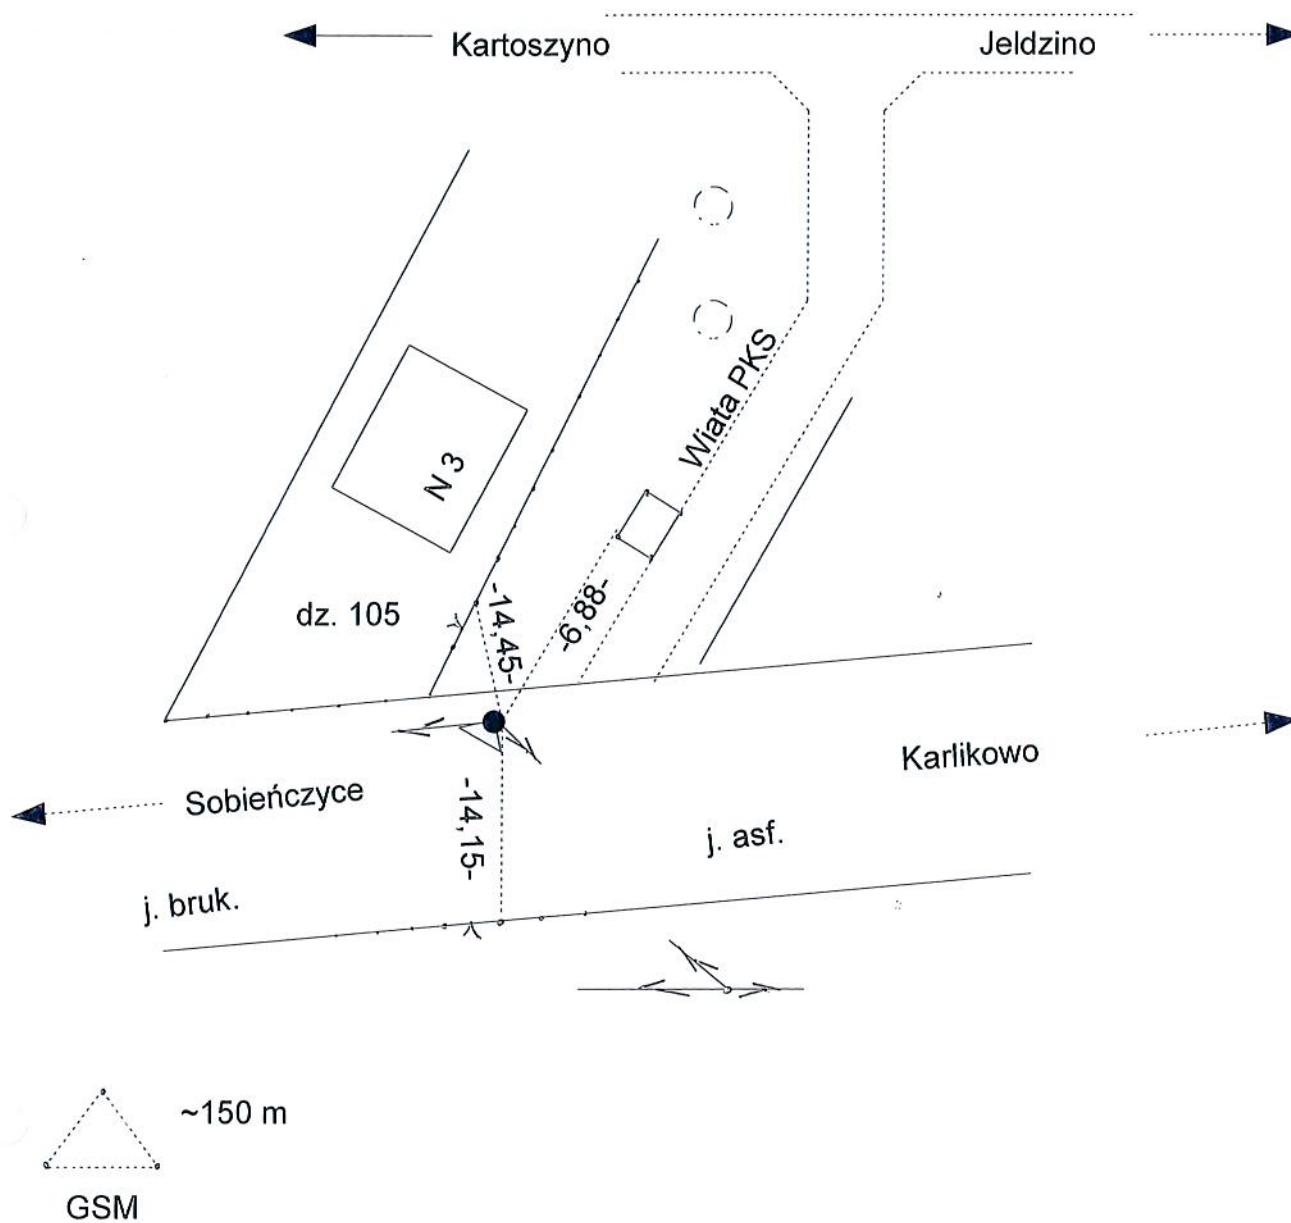 Kartoszyno
Jeldzino
Wiata PKS
N 3
dz. 105
-14,45-
-6,88-
Karlikowo
Sobieńczyce
-14,15-
j. asf.
j. bruk.
~150 m
GSM